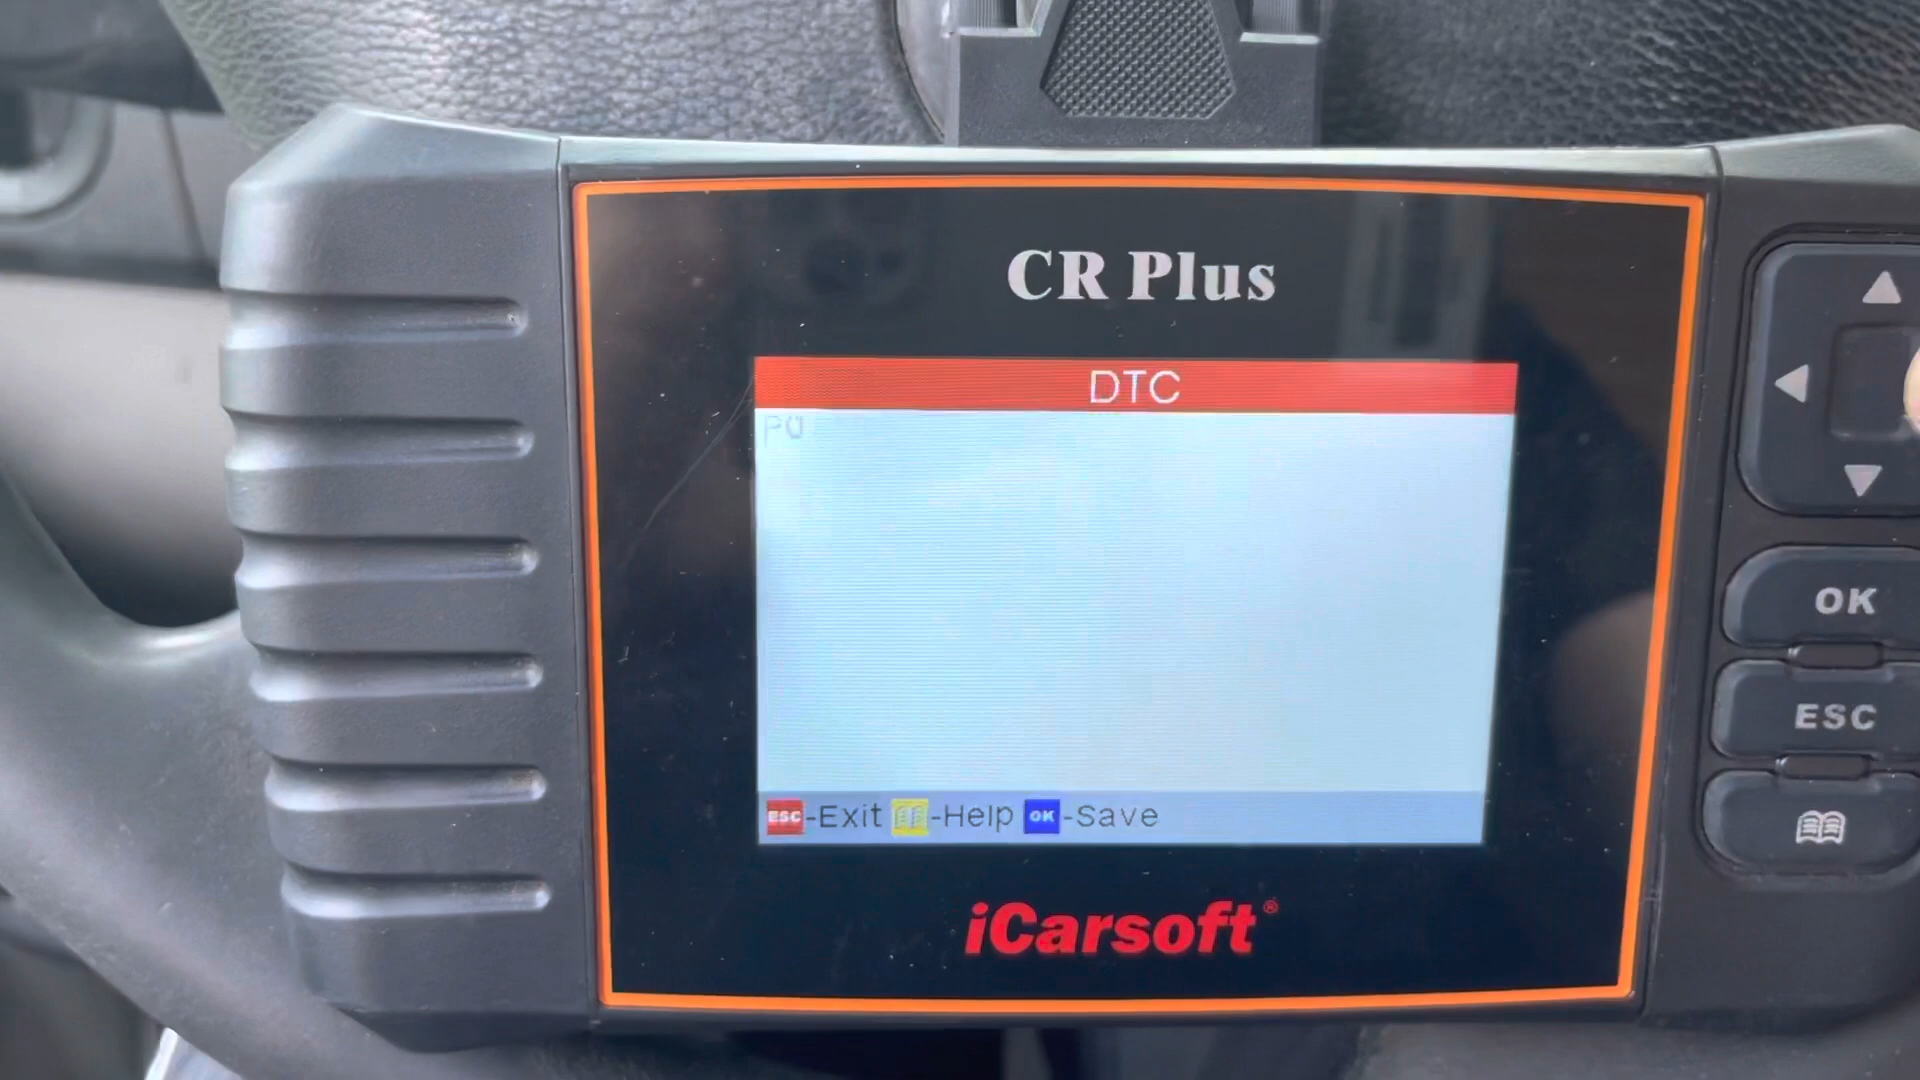 CR Plus
DTC
P0
ESC-Exit -Help OK-Save
iCarsoft®
OK
ESC